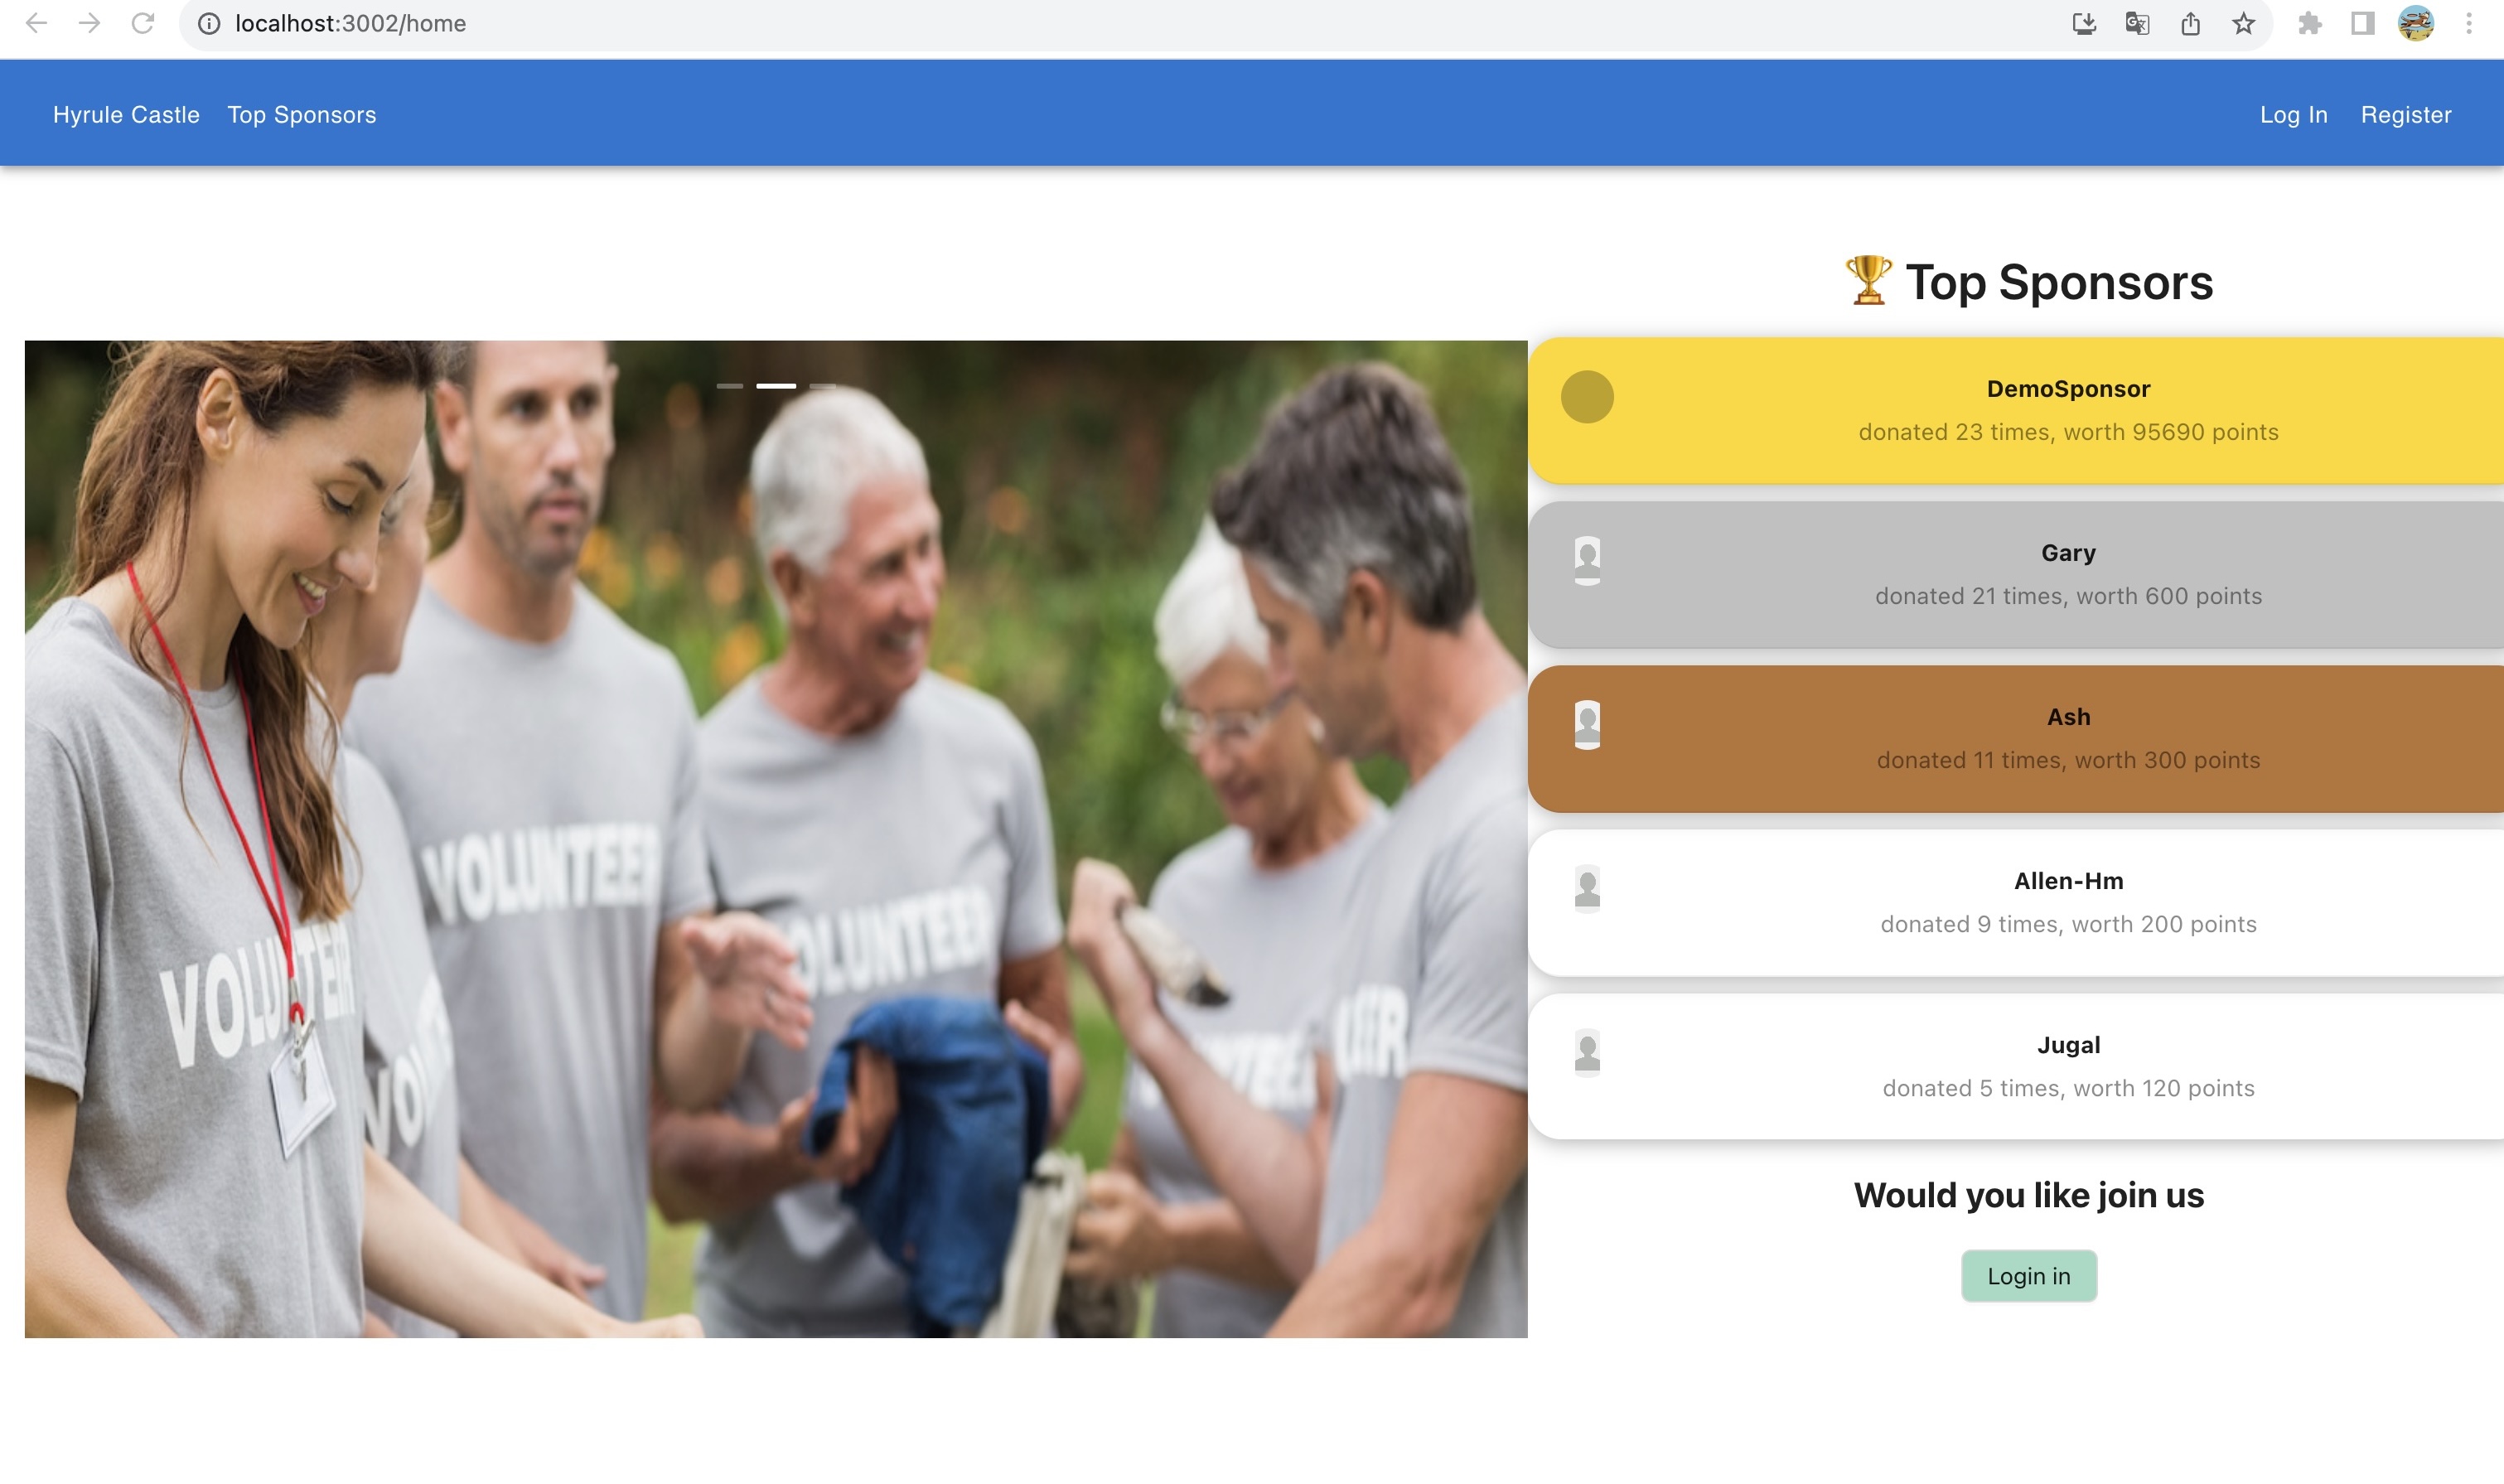 localhost:3002/home
Hyrule Castle Top Sponsors Log In Register
🏆 Top Sponsors
DemoSponsor
donated 23 times, worth 95690 points
Gary
donated 21 times, worth 600 points
Ash
donated 11 times, worth 300 points
Allen-Hm
donated 9 times, worth 200 points
Jugal
donated 5 times, worth 120 points
Would you like join us
Login in
VOLUNTEER
VOLUNTEER